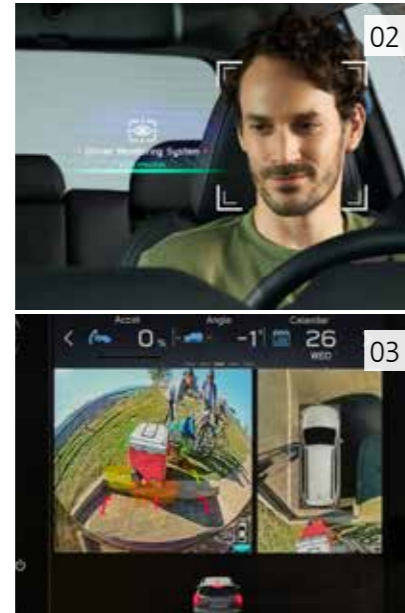 02
Driver Monitoring System
03
Accel
Angle
Calendar
0%
-1°
26
WED